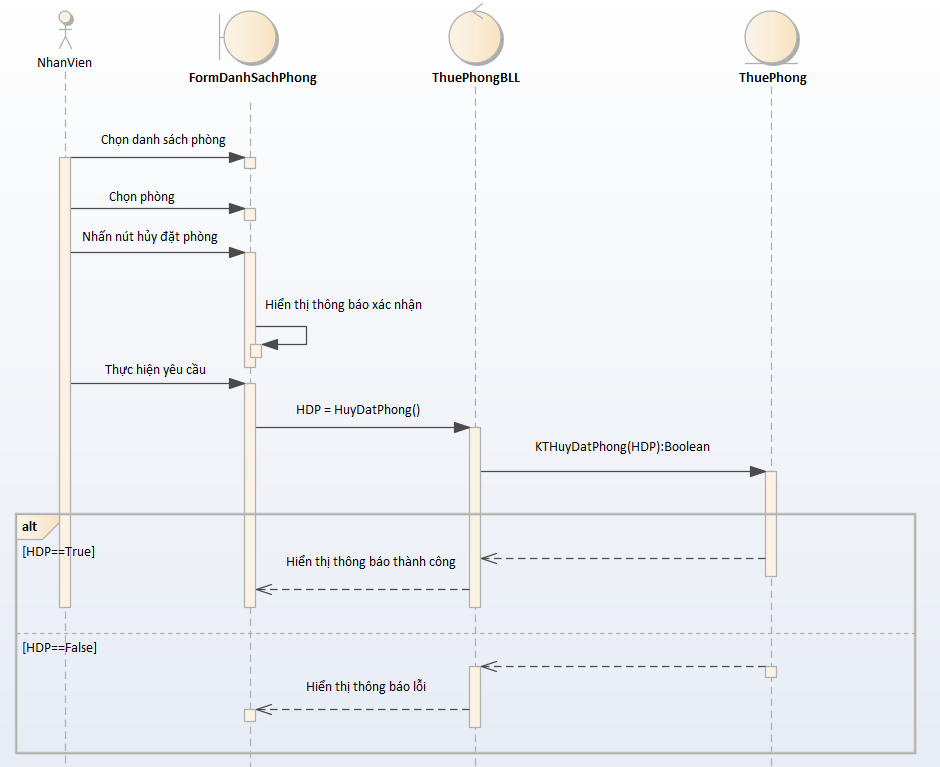 NhanVien
FormDanhSachPhong
ThuePhongBLL
ThuePhong
Chọn danh sách phòng
Chọn phòng
Nhấn nút hủy đặt phòng
Hiển thị thông báo xác nhận
Thực hiện yêu cầu
HDP = HuyDatPhong()
KTHuyDatPhong(HDP):Boolean
alt
[HDP==True]
Hiển thị thông báo thành công
[HDP==False]
Hiển thị thông báo lỗi